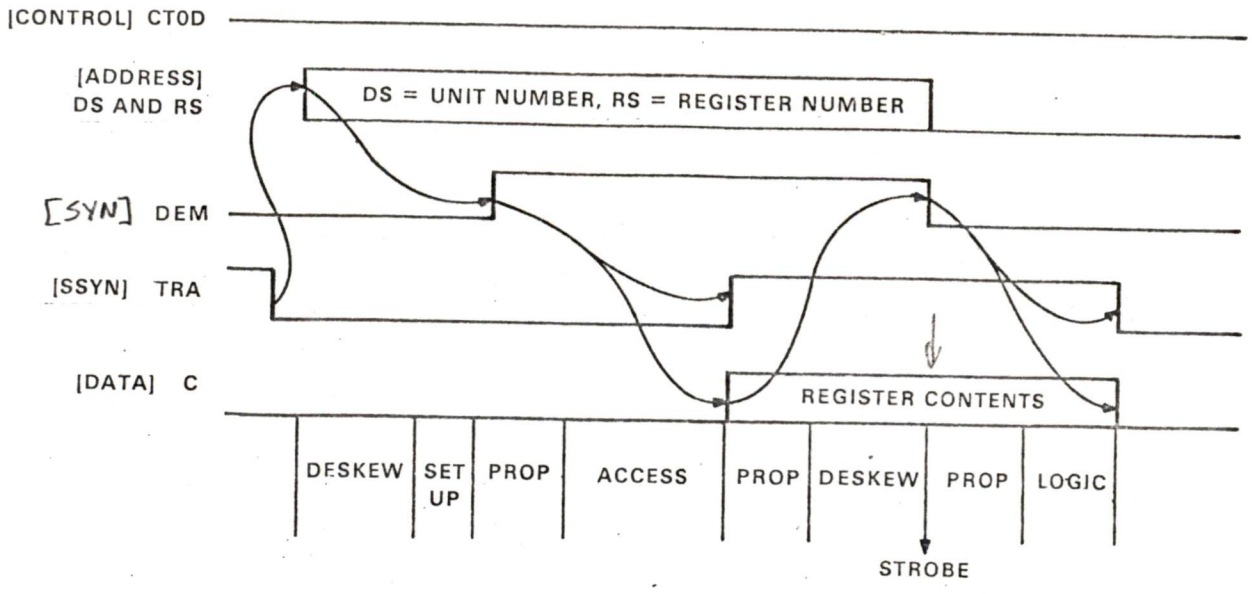 [CONTROL] CTOD
[ADDRESS]
DS AND RS
DS = UNIT NUMBER, RS = REGISTER NUMBER
[SYN] DEM
[SSYN] TRA
[DATA] C
REGISTER CONTENTS
DESKEW
SET
UP
PROP
ACCESS
PROP
DESKEW
PROP
LOGIC
STROBE